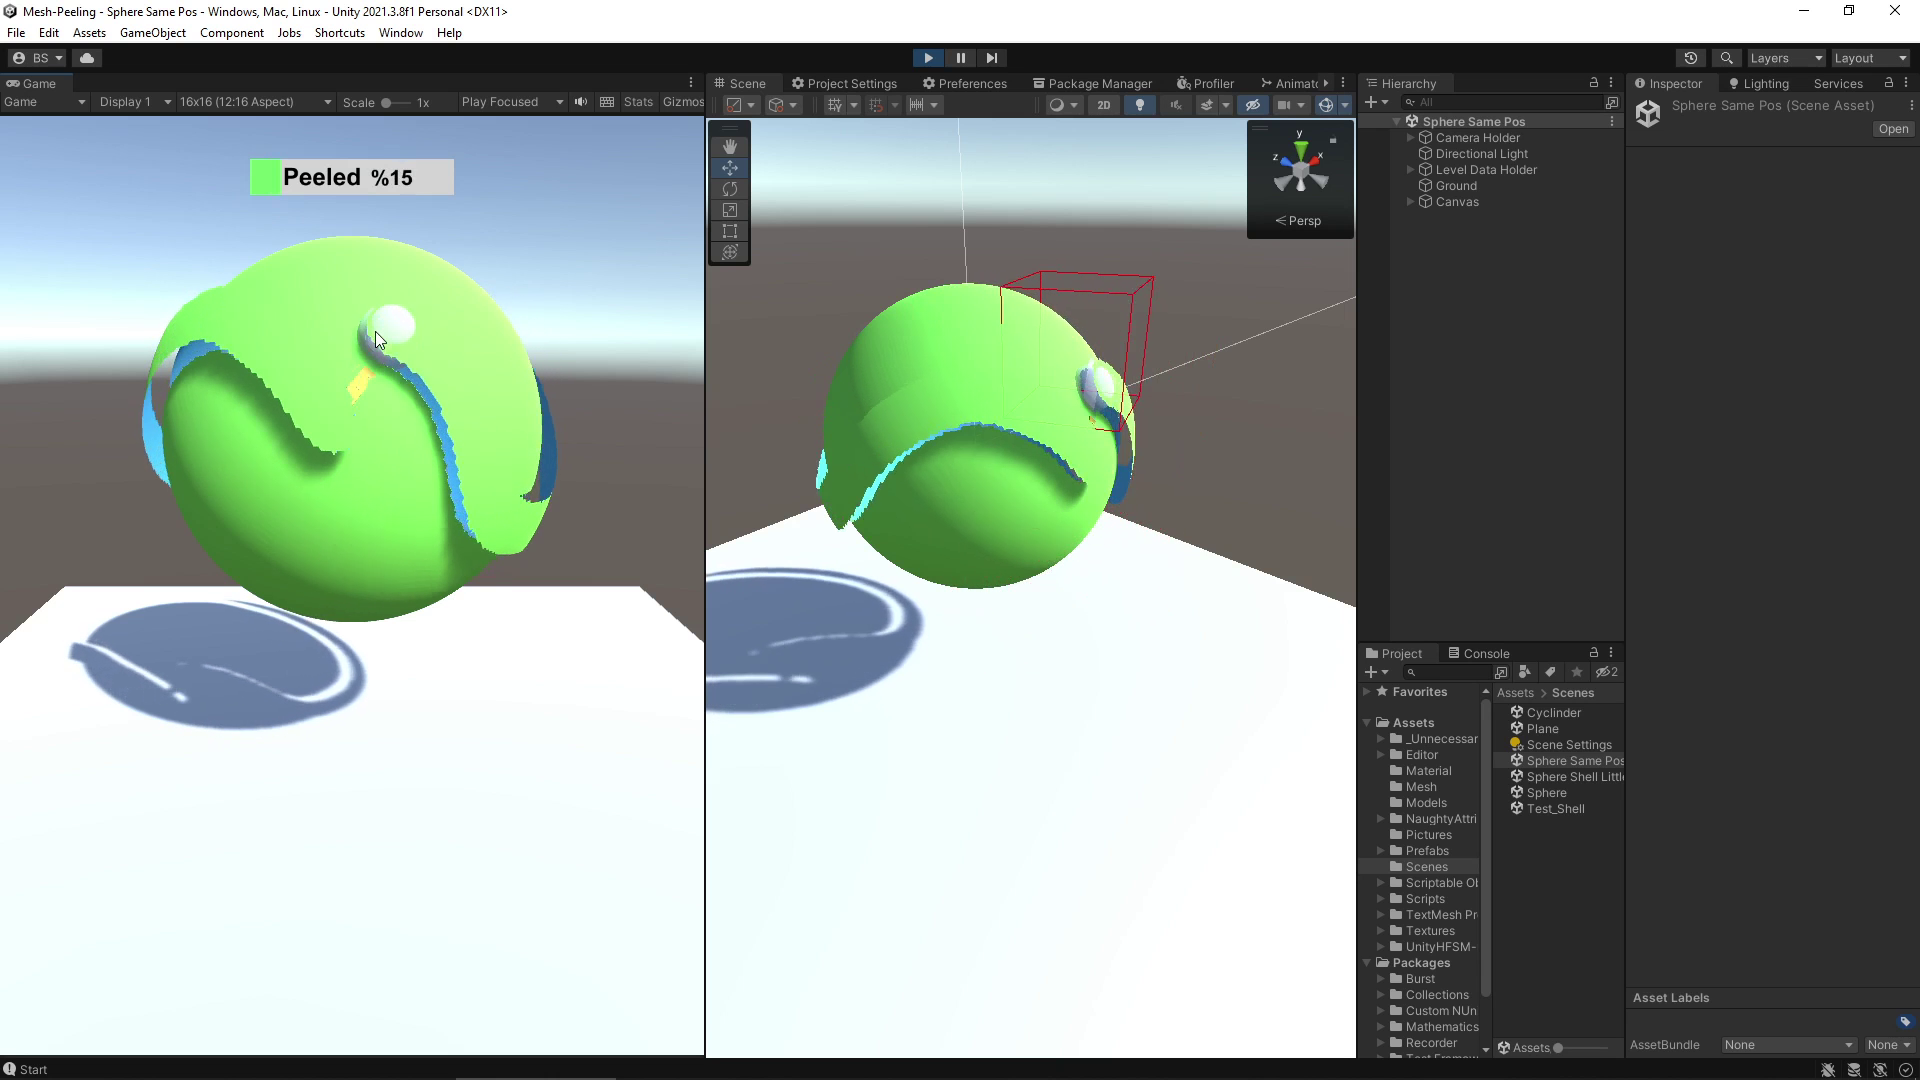 Mesh-Peeling - Sphere Same Pos - Windows, Mac, Linux - Unity 2021.3.8f1 Personal <DX11>
File Edit Assets GameObject Component Jobs Shortcuts Window Help
BS
Layers
Layout
Game
Game
Display 1
16x16 (12:16 Aspect)
Scale
1x
Play Focused
Stats
Gizmos
Peeled %15
Scene
Project Settings
Preferences
Package Manager
Profiler
Animato
2D
y
x
z
Persp
Hierarchy
All
Sphere Same Pos
Camera Holder
Directional Light
Level Data Holder
Ground
Canvas
Inspector
Lighting
Services
Sphere Same Pos (Scene Asset)
Open
Project
Console
2
Favorites
Assets
_Unnecessar
Editor
Material
Mesh
Models
NaughtyAttri
Pictures
Prefabs
Scenes
Scriptable Ob
Scripts
TextMesh Pr
Textures
UnityHFSM-
Packages
Burst
Collections
Custom NUn
Mathematics
Recorder
Assets > Scenes
Cyclinder
Plane
Scene Settings
Sphere Same Pos
Sphere Shell Little
Sphere
Test_Shell
Assets
Asset Labels
AssetBundle
None
None
Start